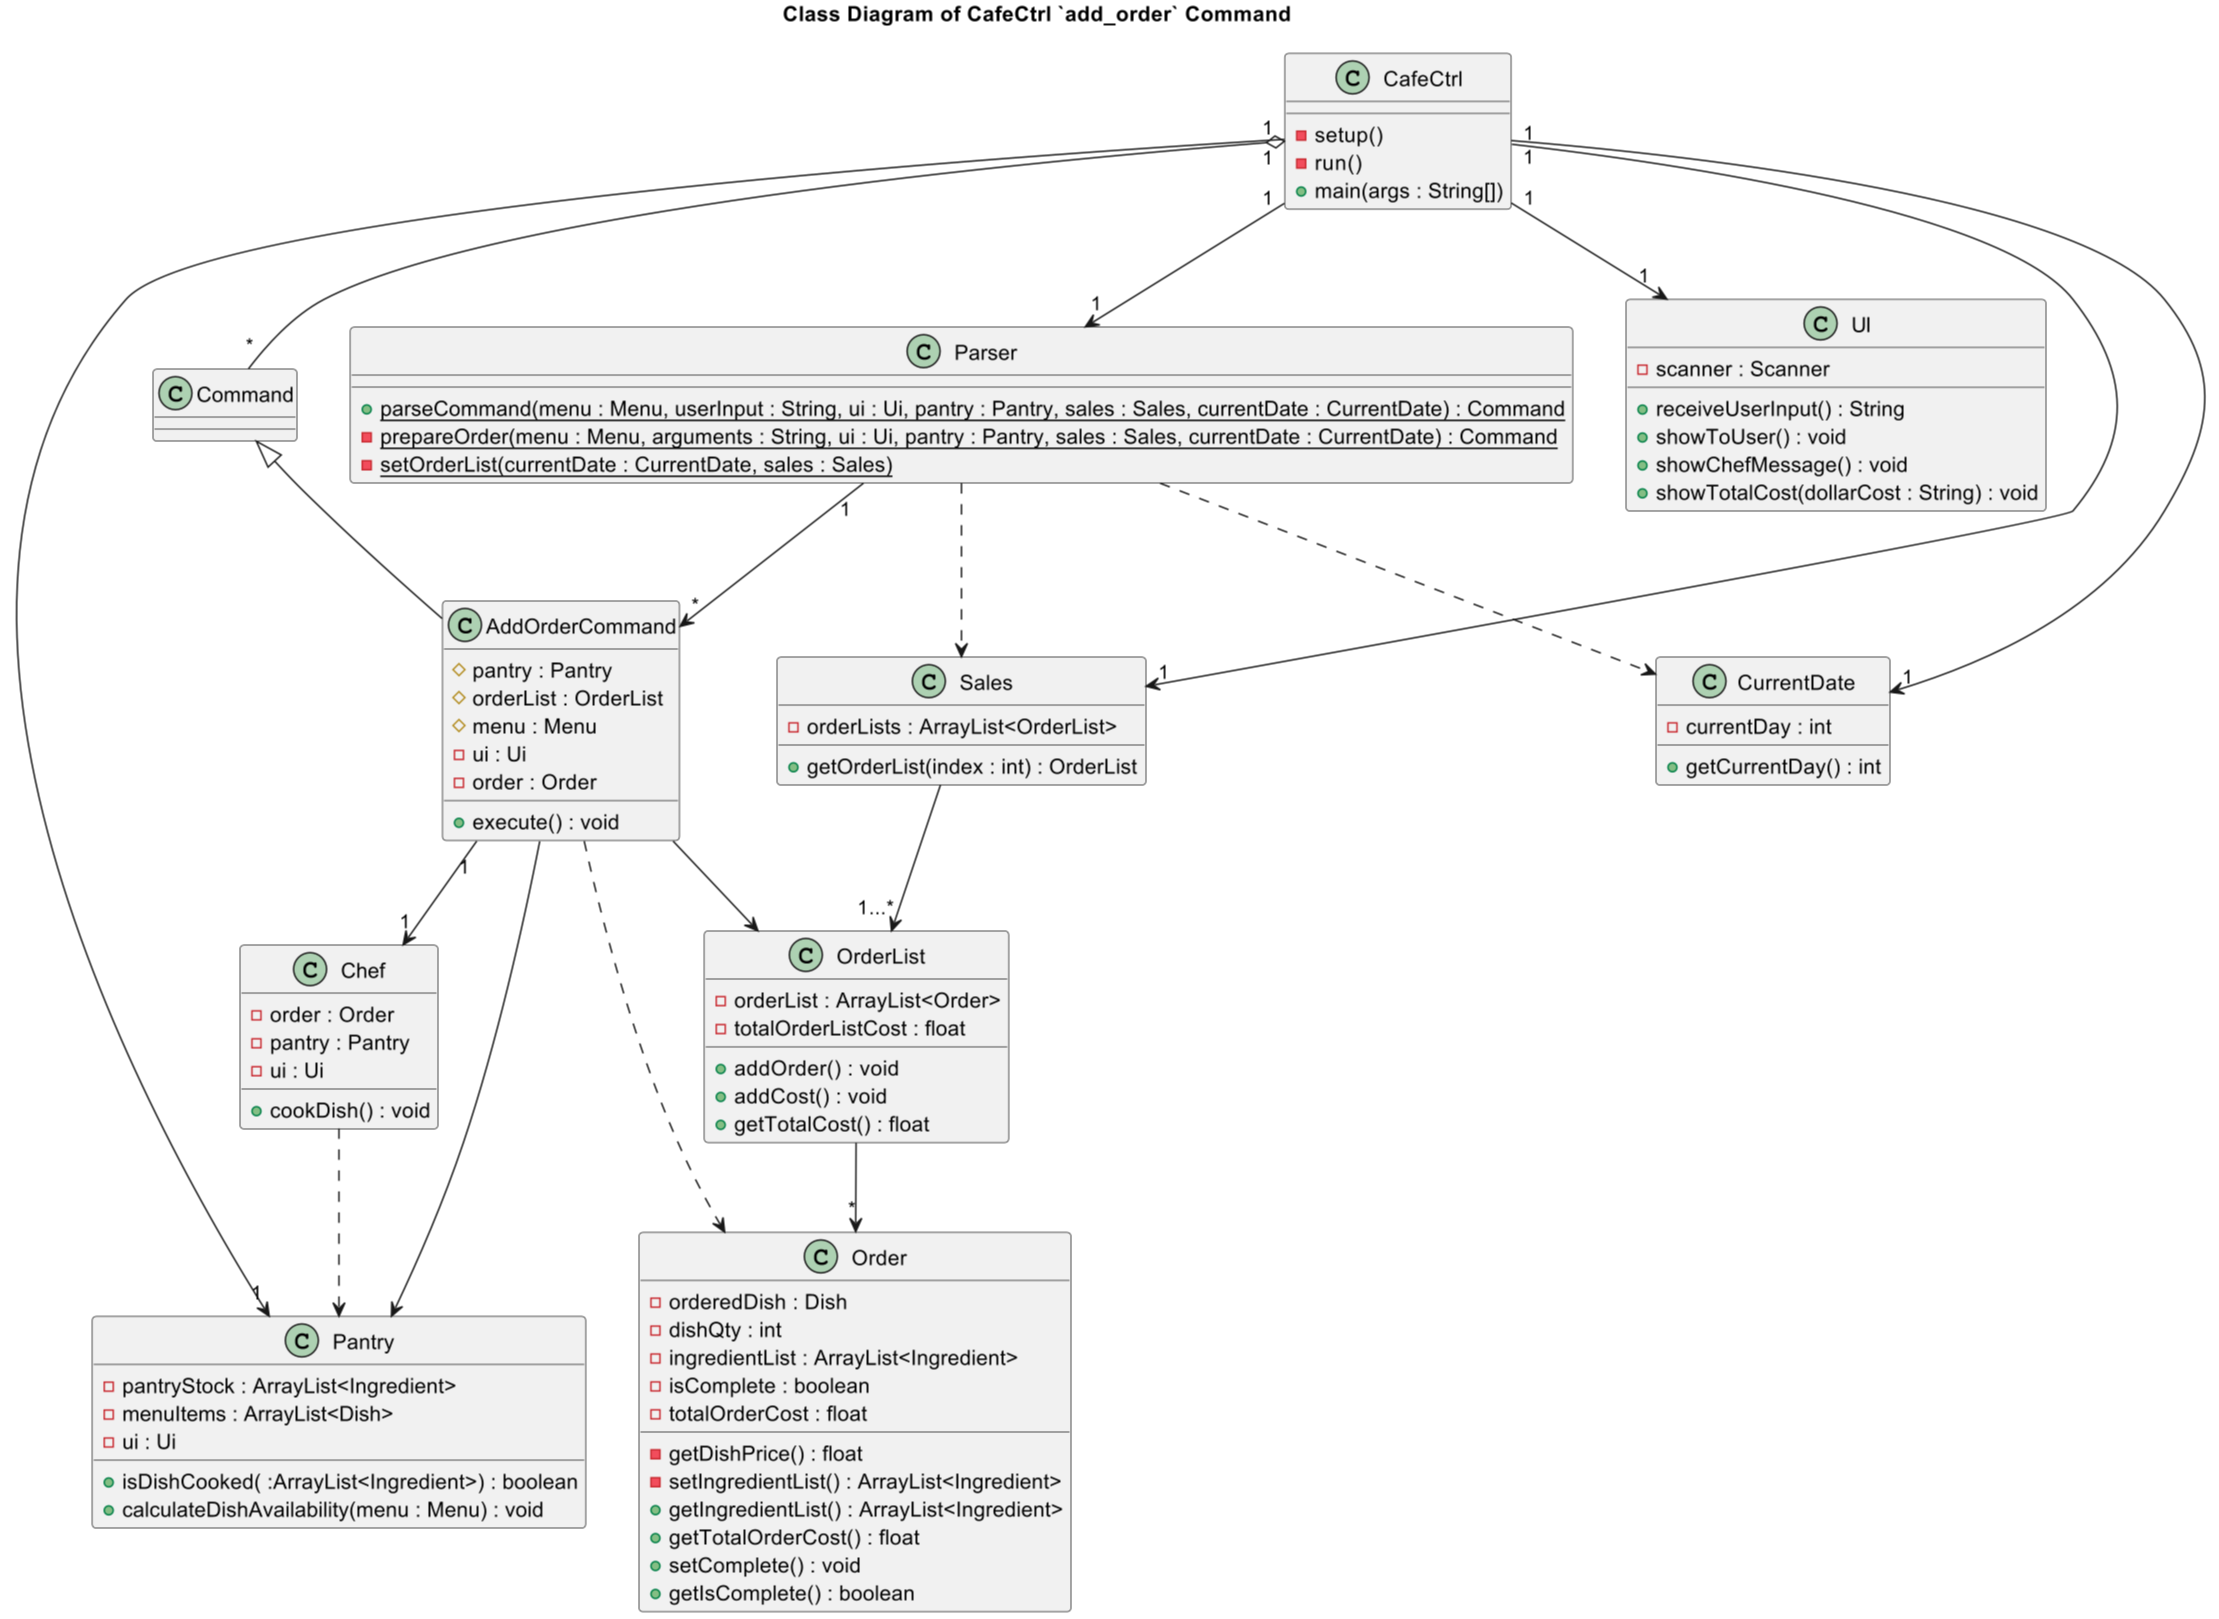 Class Diagram of CafeCtrl `add_order` Command
C CafeCtrl
setup()
run()
main(args : String[])
1
1
1
1
1
1
1
1
*
C Command
C Parser
parseCommand(menu : Menu, userInput : String, ui : Ui, pantry : Pantry, sales : Sales, currentDate : CurrentDate) : Command
prepareOrder(menu : Menu, arguments : String, ui : Ui, pantry : Pantry, sales : Sales, currentDate : CurrentDate) : Command
setOrderList(currentDate : CurrentDate, sales : Sales)
C UI
scanner : Scanner
receiveUserInput() : String
showToUser() : void
showChefMessage() : void
showTotalCost(dollarCost : String) : void
1
*
C AddOrderCommand
pantry : Pantry
orderList : OrderList
menu : Menu
ui : Ui
order : Order
execute() : void
1
C Sales
orderLists : ArrayList<OrderList>
getOrderList(index : int) : OrderList
1
C CurrentDate
currentDay : int
getCurrentDay() : int
1
1
1...*
C Chef
order : Order
pantry : Pantry
ui : Ui
cookDish() : void
C OrderList
orderList : ArrayList<Order>
totalOrderListCost : float
addOrder() : void
addCost() : void
getTotalCost() : float
*
1
C Pantry
pantryStock : ArrayList<Ingredient>
menuItems : ArrayList<Dish>
ui : Ui
isDishCooked( :ArrayList<Ingredient>) : boolean
calculateDishAvailability(menu : Menu) : void
C Order
orderedDish : Dish
dishQty : int
ingredientList : ArrayList<Ingredient>
isComplete : boolean
totalOrderCost : float
getDishPrice() : float
setIngredientList() : ArrayList<Ingredient>
getIngredientList() : ArrayList<Ingredient>
getTotalOrderCost() : float
setComplete() : void
getIsComplete() : boolean